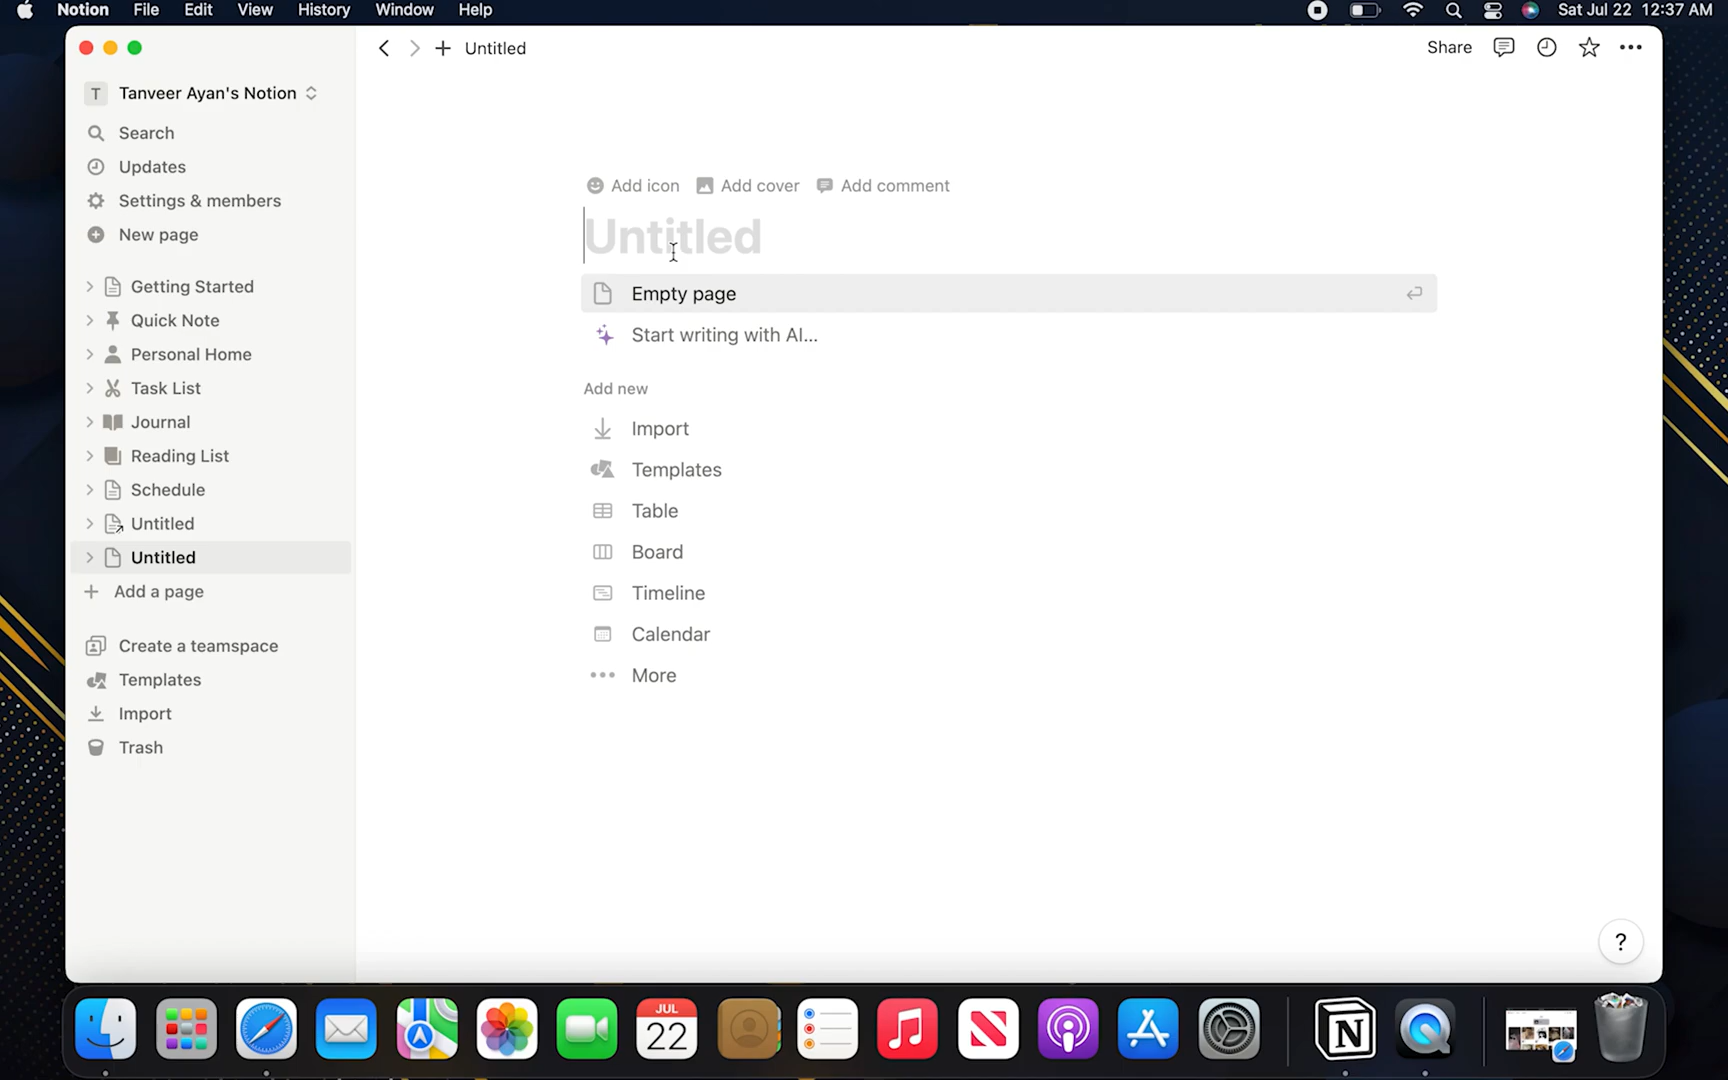 Notion File Edit View History Window Help Sat Jul 22 12:37 AM
Untitled Share
T Tanveer Ayan's Notion
Search
Updates
Settings & members
New page
Getting Started
Quick Note
Personal Home
Task List
Journal
Reading List
Schedule
Untitled
Untitled
Add a page
Create a teamspace
Templates
Import
Trash
Add icon Add cover Add comment
Untitled
Empty page
Start writing with AI...
Add new
Import
Templates
Table
Board
Timeline
Calendar
More
?
JUL
22